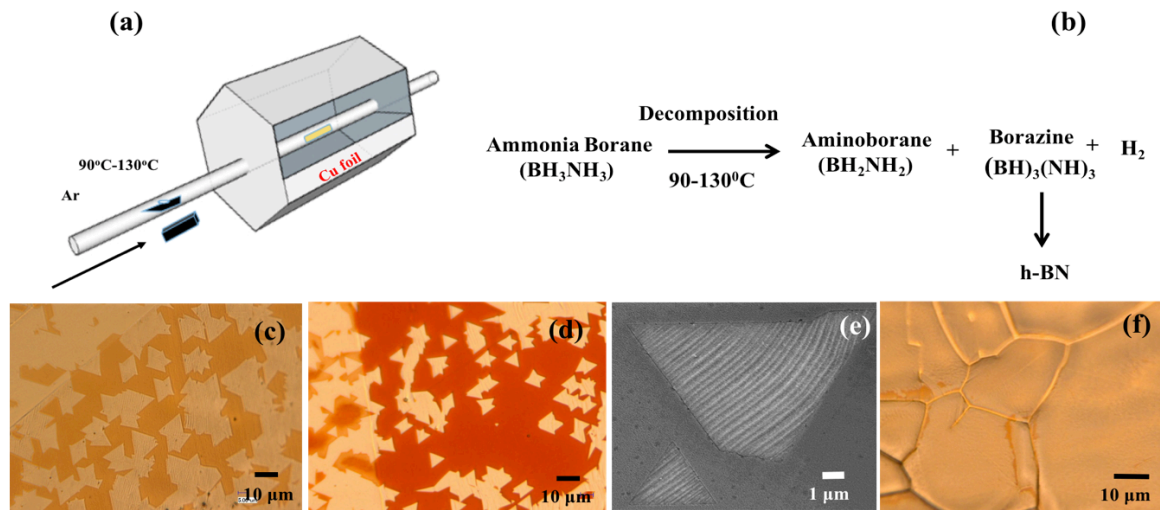 (a)
90°C-130°C
Ar
Cu foil
(b)
Decomposition
Ammonia Borane
(BH₃NH₃)
90-130⁰C
Aminoborane
(BH₂NH₂)
+
Borazine
(BH)₃(NH)₃
+
H₂
h-BN
(c)
10 µm
(d)
10 µm
(e)
1 µm
(f)
10 µm